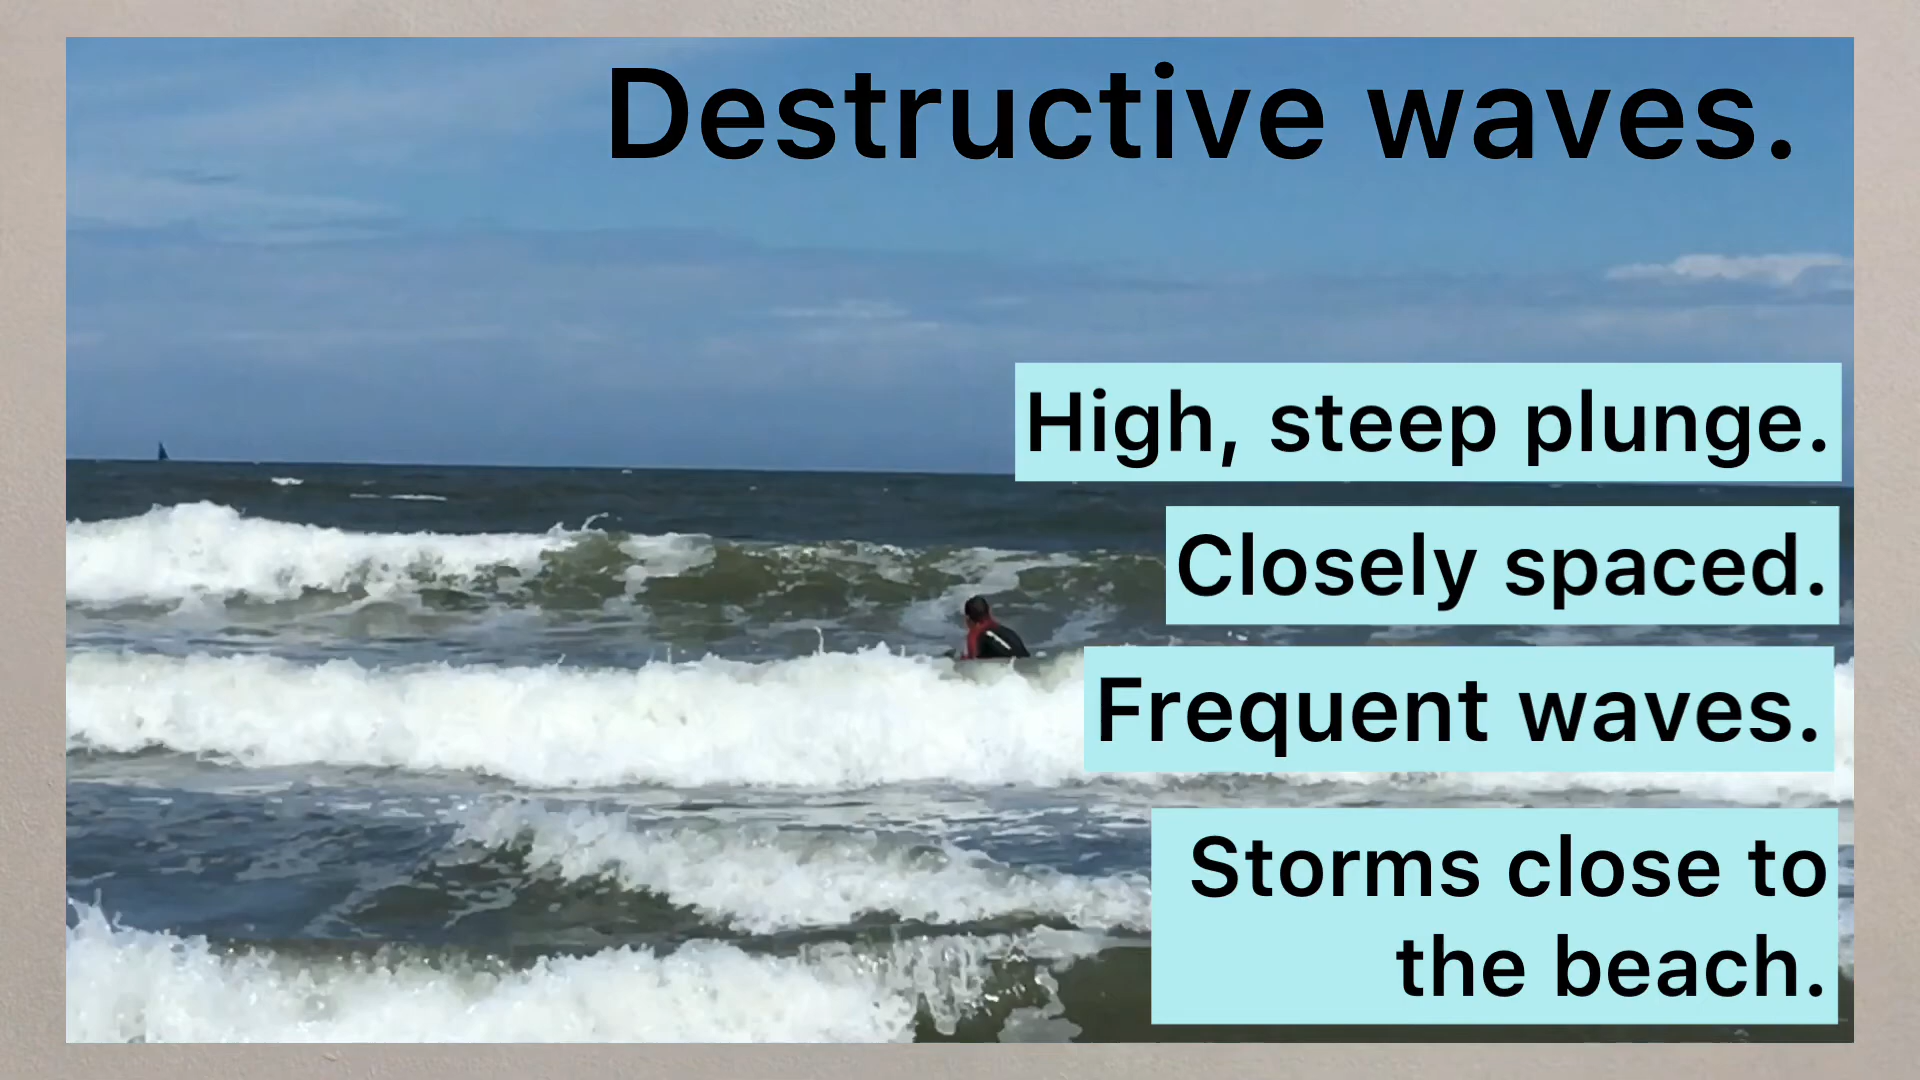 Destructive waves.
High, steep plunge.
Closely spaced.
Frequent waves.
Storms close to
the beach.